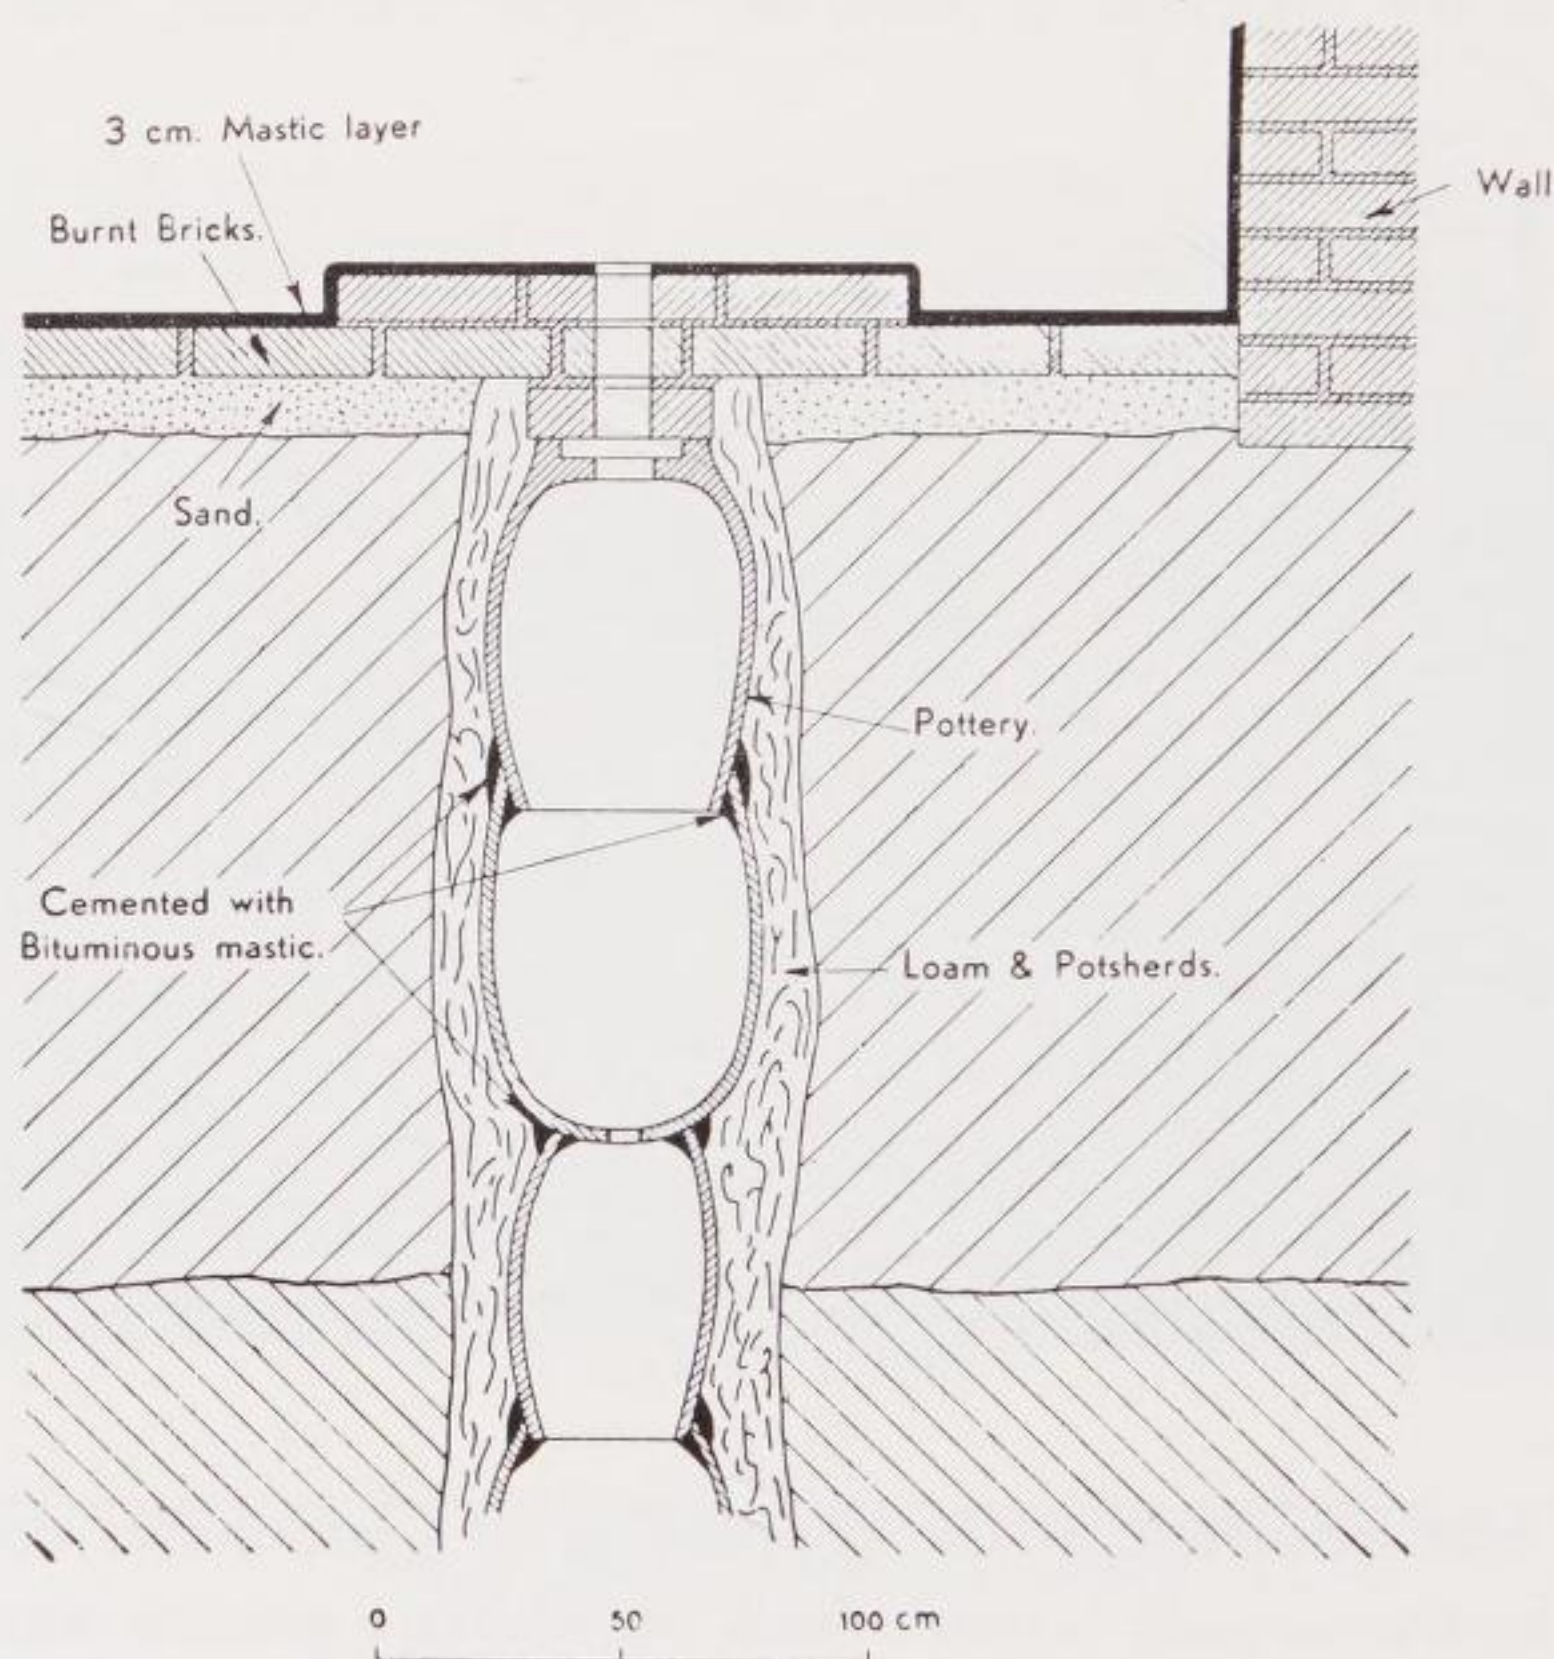 3 cm. Mastic layer
Burnt Bricks.
Wall
Sand.
Pottery.
Cemented with
Bituminous mastic.
Loam & Potsherds.
0 50 100 cm